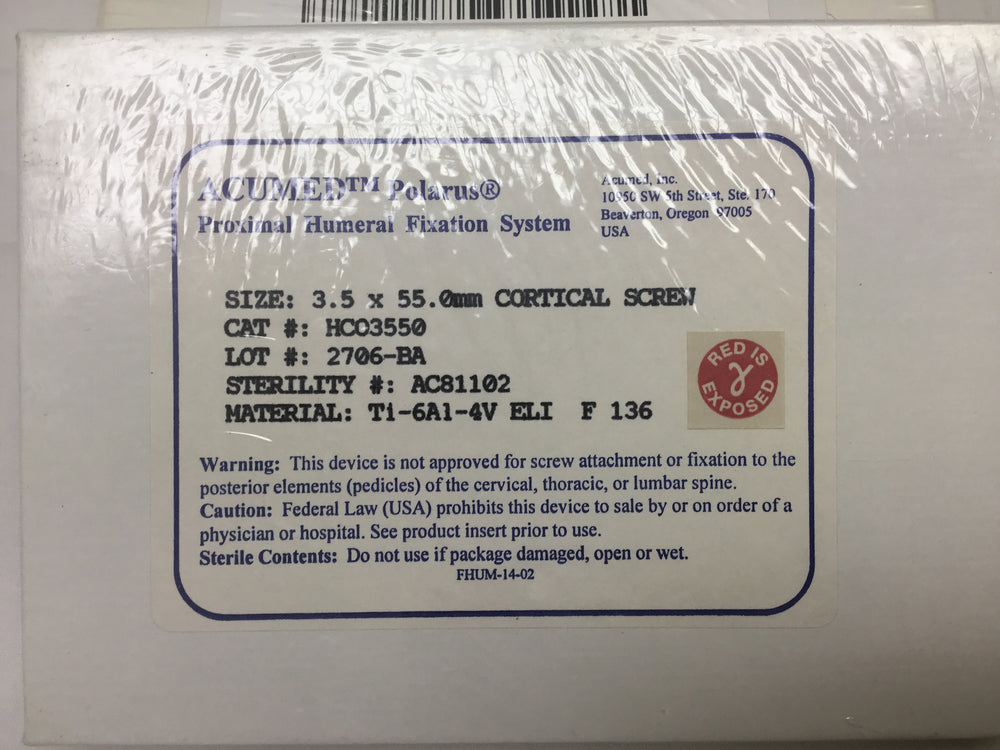 ACUMED™ Polarus®
Proximal Humeral Fixation System
Acumed, Inc.
10950 SW 5th Street, Ste. 170
Beaverton, Oregon 97005
USA
SIZE: 3.5 x 55.0mm CORTICAL SCREW
CAT #: HCO3550
LOT #: 2706-BA
STERILITY #: AC81102
MATERIAL: Ti-6Al-4V ELI F 136
RED IS
γ
EXPOSED
Warning: This device is not approved for screw attachment or fixation to the
posterior elements (pedicles) of the cervical, thoracic, or lumbar spine.
Caution: Federal Law (USA) prohibits this device to sale by or on order of a
physician or hospital. See product insert prior to use.
Sterile Contents: Do not use if package damaged, open or wet.
FHUM-14-02